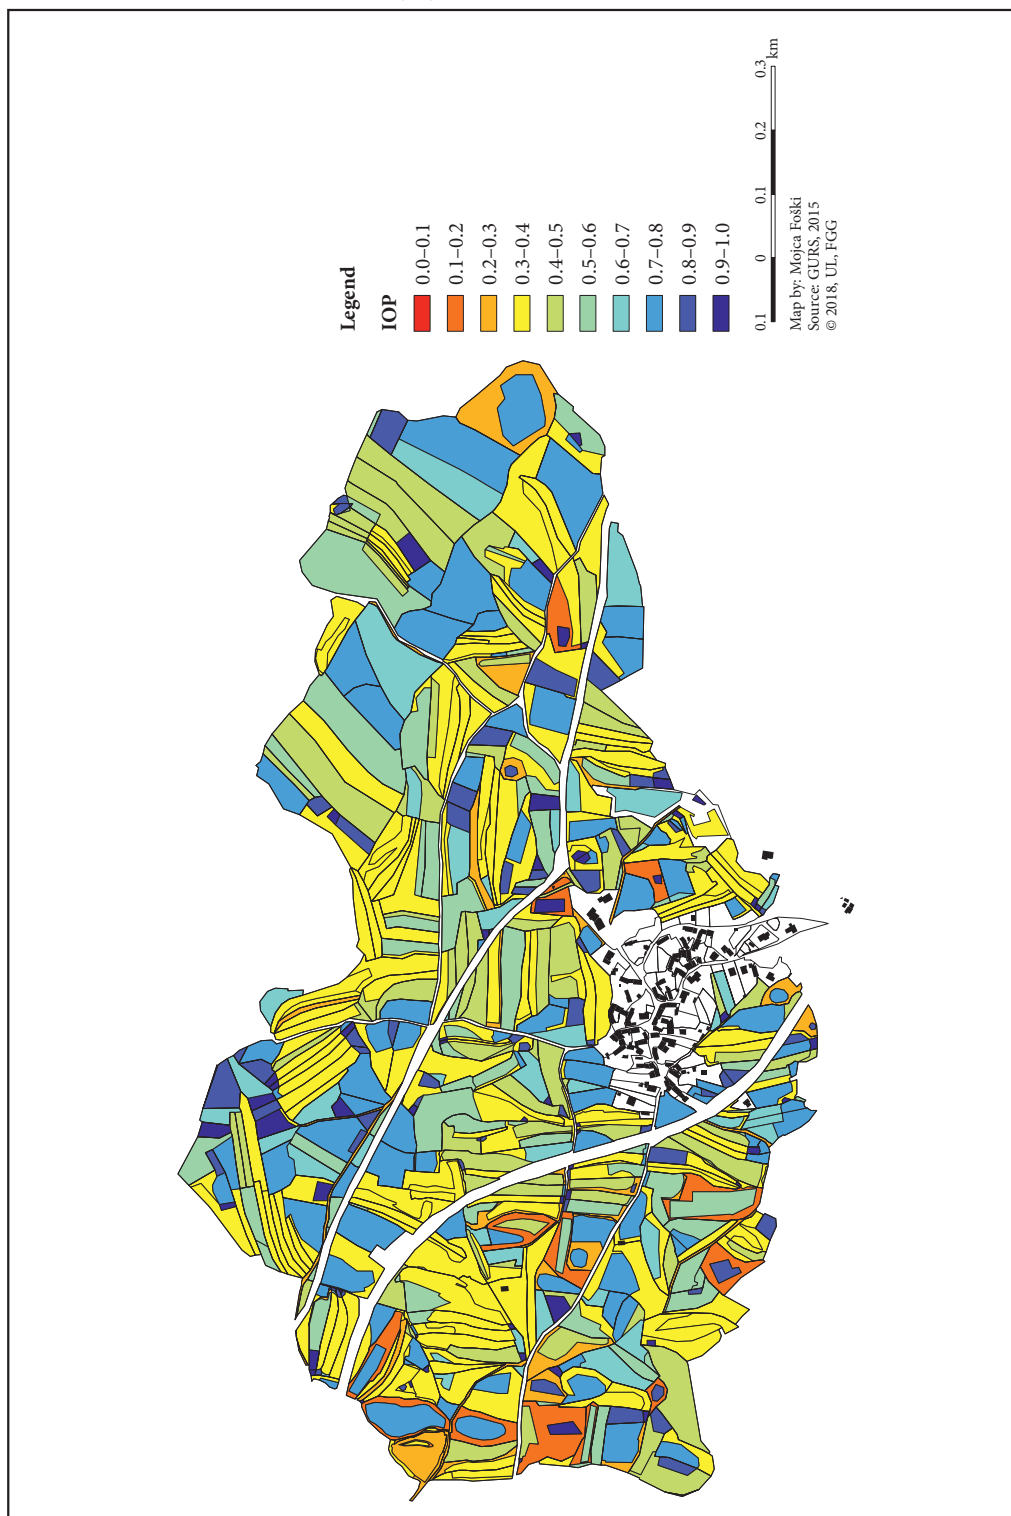 Legend
IOP
0.0–0.1
0.1–0.2
0.2–0.3
0.3–0.4
0.4–0.5
0.5–0.6
0.6–0.7
0.7–0.8
0.8–0.9
0.9–1.0
0.1 0 0.1 0.2 0.3
km
Map by: Mojca Foški
Source: GURS, 2015
© 2018, UL, FGG